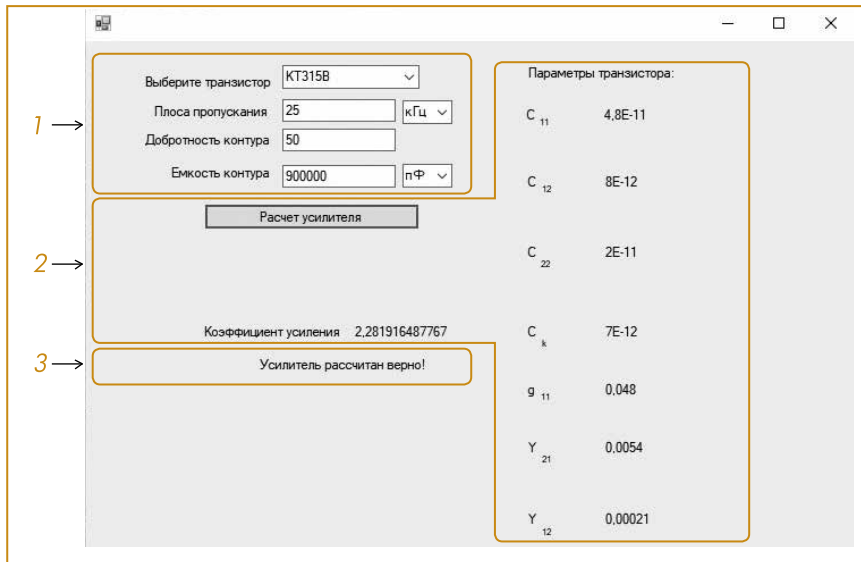 1
Выберите транзистор КТ315В
Плоса пропускания 25 кГц
Добротность контура 50
Емкость контура 900000 пФ
2
Расчет усилителя
Коэффициент усиления 2,281916487767
3
Усилитель рассчитан верно!
Параметры транзистора:
C 11 4,8E-11
C 12 8E-12
C 22 2E-11
C k 7E-12
g 11 0,048
Y 21 0,0054
Y 12 0,00021